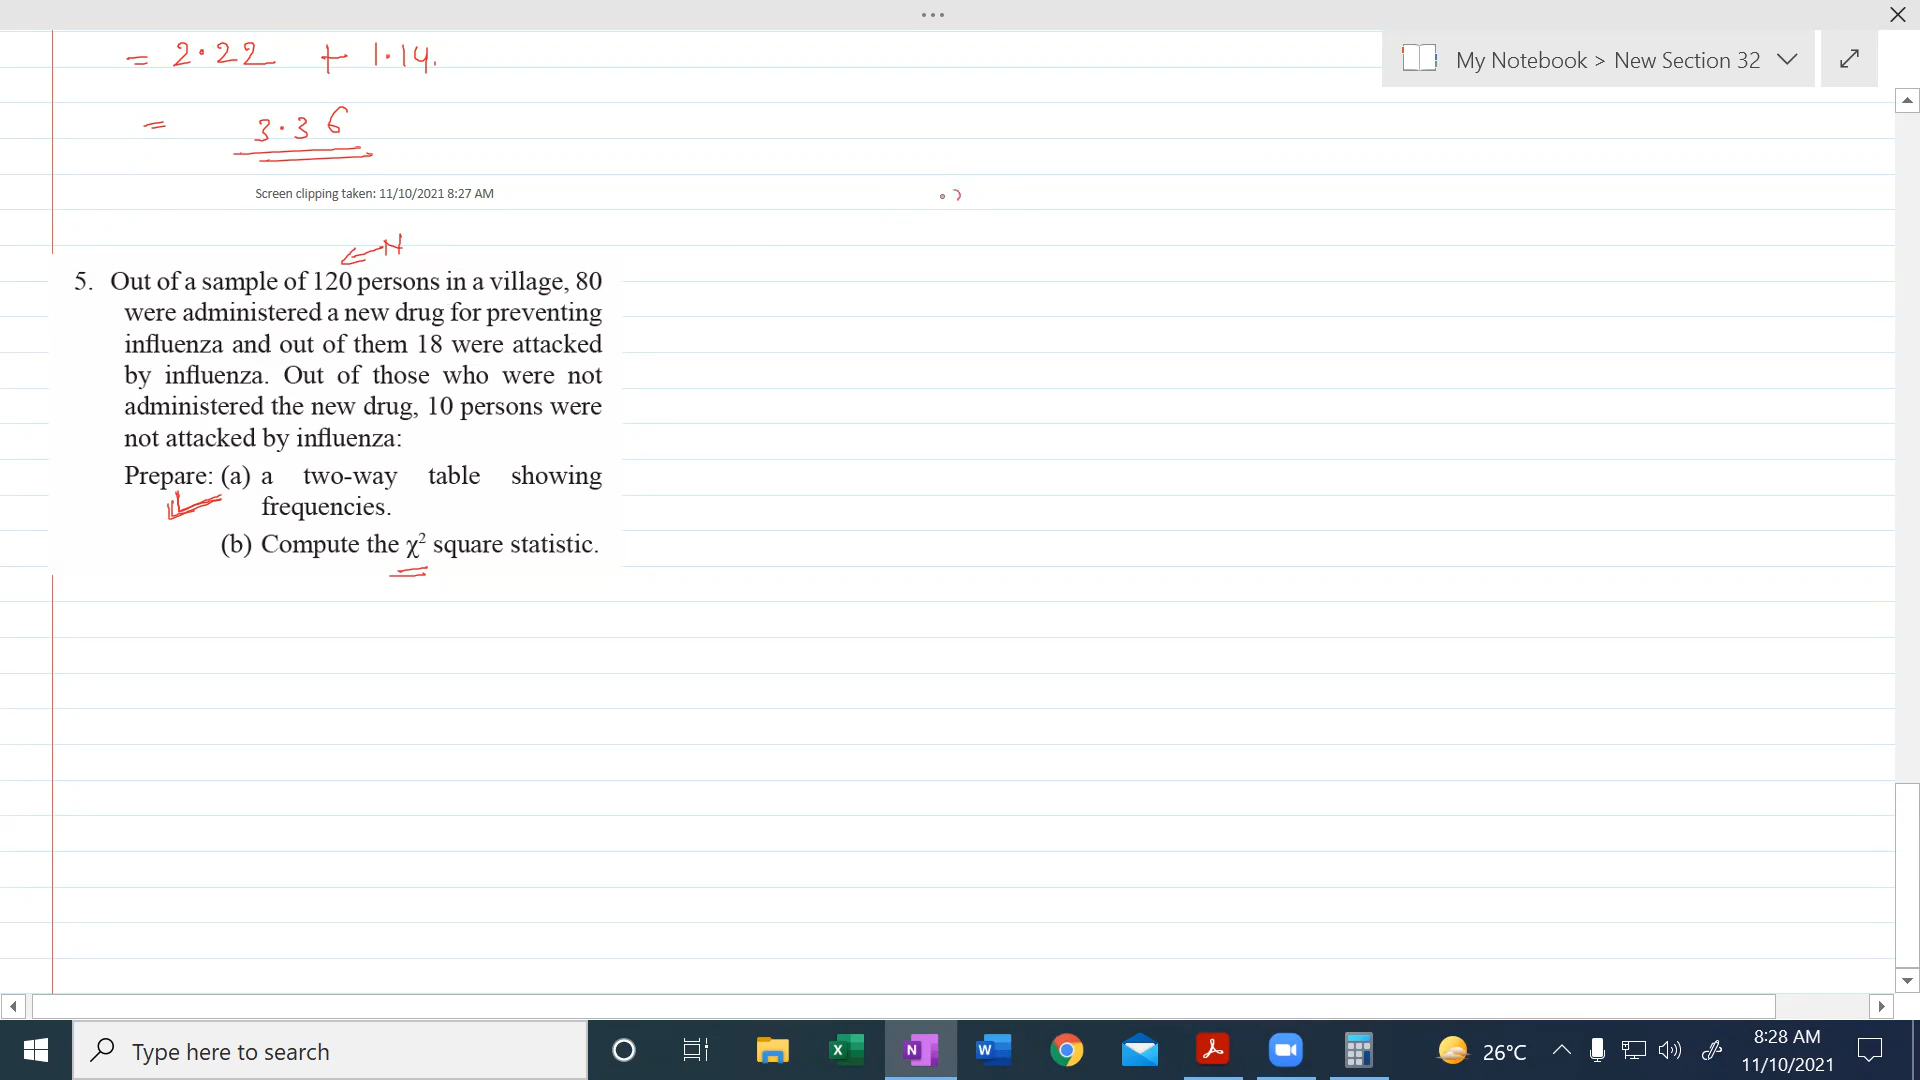 = 2.22 + 1.14.
My Notebook > New Section 32
= 3.36
Screen clipping taken: 11/10/2021 8:27 AM
N
5. Out of a sample of 120 persons in a village, 80
were administered a new drug for preventing
influenza and out of them 18 were attacked
by influenza. Out of those who were not
administered the new drug, 10 persons were
not attacked by influenza:
Prepare: (a) a two-way table showing
frequencies.
(b) Compute the χ² square statistic.
Type here to search
26°C
8:28 AM
11/10/2021